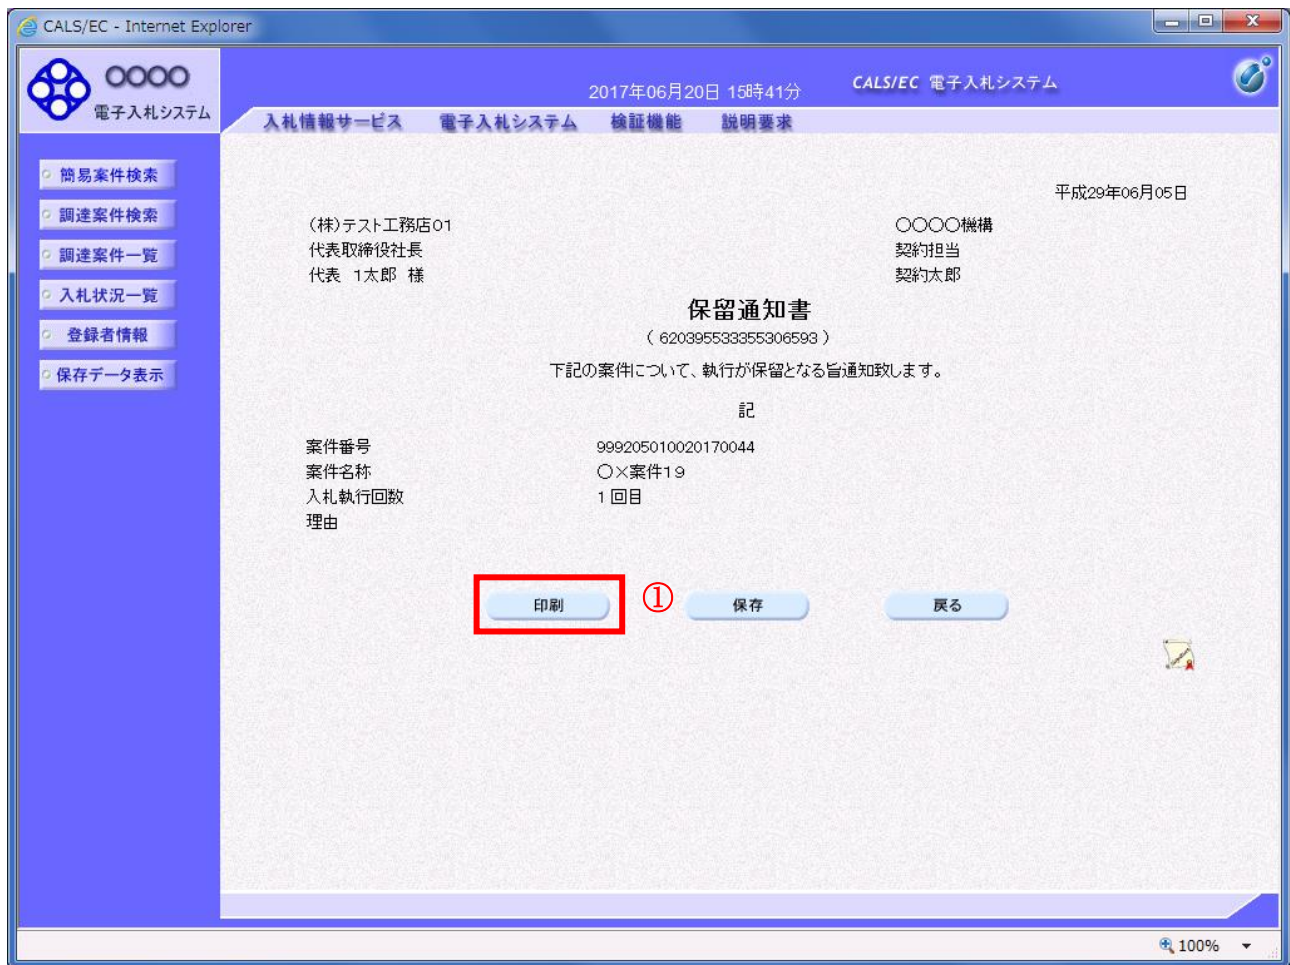 CALS/EC - Internet Explorer
〇〇〇〇
電子入札システム
2017年06月20日 15時41分
CALS/EC 電子入札システム
入札情報サービス 電子入札システム 検証機能 説明要求
簡易案件検索
調達案件検索
調達案件一覧
入札状況一覧
登録者情報
保存データ表示
平成29年06月05日
(株)テスト工務店01
代表取締役社長
代表 1太郎 様
〇〇〇〇機構
契約担当
契約太郎
保留通知書
( 620395533355306593 )
下記の案件について、執行が保留となる旨通知致します。
記
案件番号 999205010020170044
案件名称 〇×案件19
入札執行回数 1回目
理由
印刷 ① 保存 戻る
100%